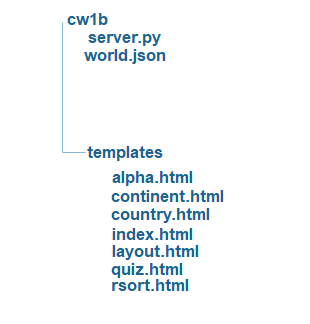 cw1b
server.py
world.json
templates
alpha.html
continent.html
country.html
index.html
layout.html
quiz.html
rsort.html